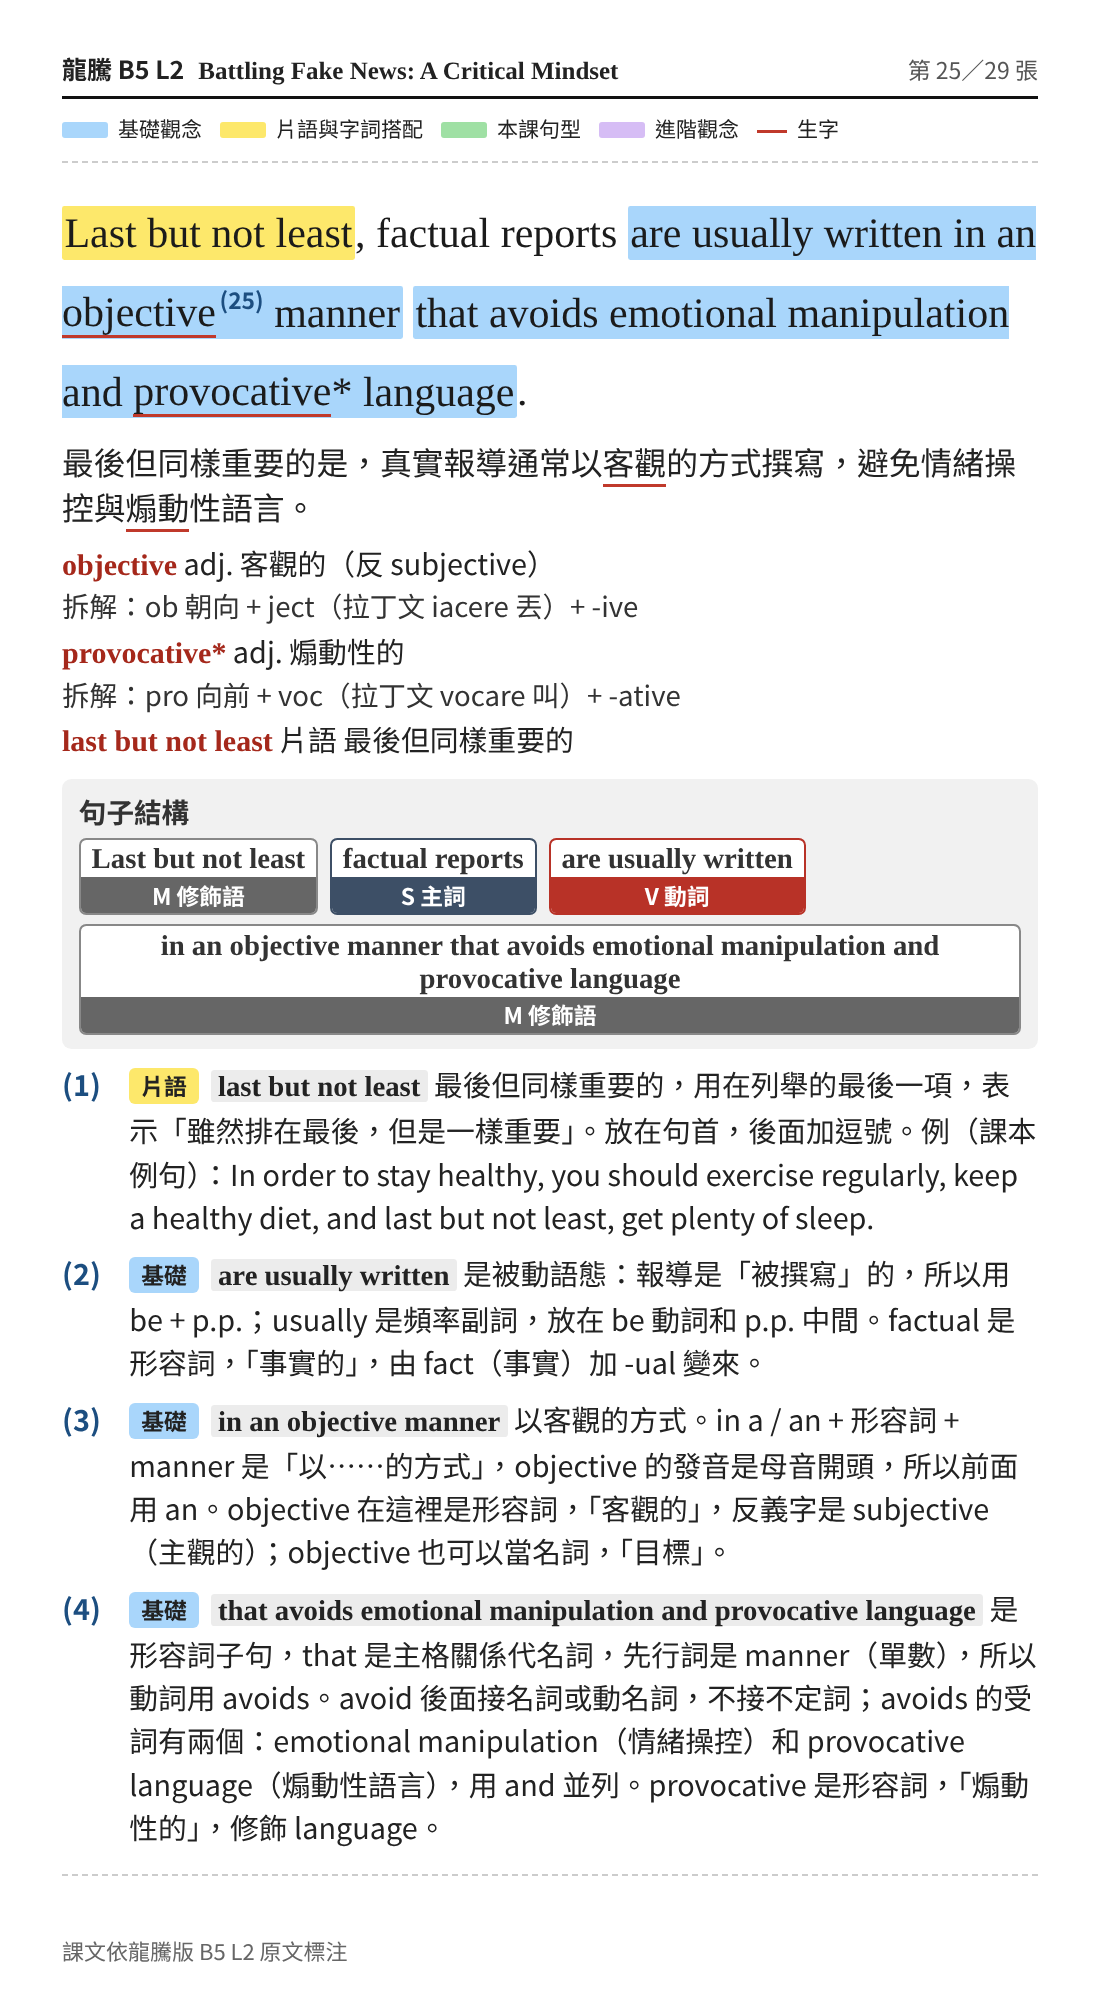 龍騰 B5 L2 Battling Fake News: A Critical Mindset 第 25／29 張
基礎觀念 片語與字詞搭配 本課句型 進階觀念 生字
Last but not least, factual reports are usually written in an
objective(25) manner that avoids emotional manipulation
and provocative* language.
最後但同樣重要的是，真實報導通常以客觀的方式撰寫，避免情緒操
控與煽動性語言。
objective adj. 客觀的（反 subjective）
拆解：ob 朝向 + ject（拉丁文 iacere 丟）+ -ive
provocative* adj. 煽動性的
拆解：pro 向前 + voc（拉丁文 vocare 叫）+ -ative
last but not least 片語 最後但同樣重要的
句子結構
Last but not least factual reports are usually written
M 修飾語 S 主詞 V 動詞
in an objective manner that avoids emotional manipulation and
provocative language
M 修飾語
(1) 片語 last but not least 最後但同樣重要的，用在列舉的最後一項，表
示「雖然排在最後，但是一樣重要」。放在句首，後面加逗號。例（課本
例句）：In order to stay healthy, you should exercise regularly, keep
a healthy diet, and last but not least, get plenty of sleep.
(2) 基礎 are usually written 是被動語態：報導是「被撰寫」的，所以用
be + p.p.；usually 是頻率副詞，放在 be 動詞和 p.p. 中間。factual 是
形容詞，「事實的」，由 fact（事實）加 -ual 變來。
(3) 基礎 in an objective manner 以客觀的方式。in a / an + 形容詞 +
manner 是「以⋯⋯的方式」，objective 的發音是母音開頭，所以前面
用 an。objective 在這裡是形容詞，「客觀的」，反義字是 subjective
（主觀的）；objective 也可以當名詞，「目標」。
(4) 基礎 that avoids emotional manipulation and provocative language 是
形容詞子句，that 是主格關係代名詞，先行詞是 manner（單數），所以
動詞用 avoids。avoid 後面接名詞或動名詞，不接不定詞；avoids 的受
詞有兩個：emotional manipulation（情緒操控）和 provocative
language（煽動性語言），用 and 並列。provocative 是形容詞，「煽動
性的」，修飾 language。
課文依龍騰版 B5 L2 原文標注